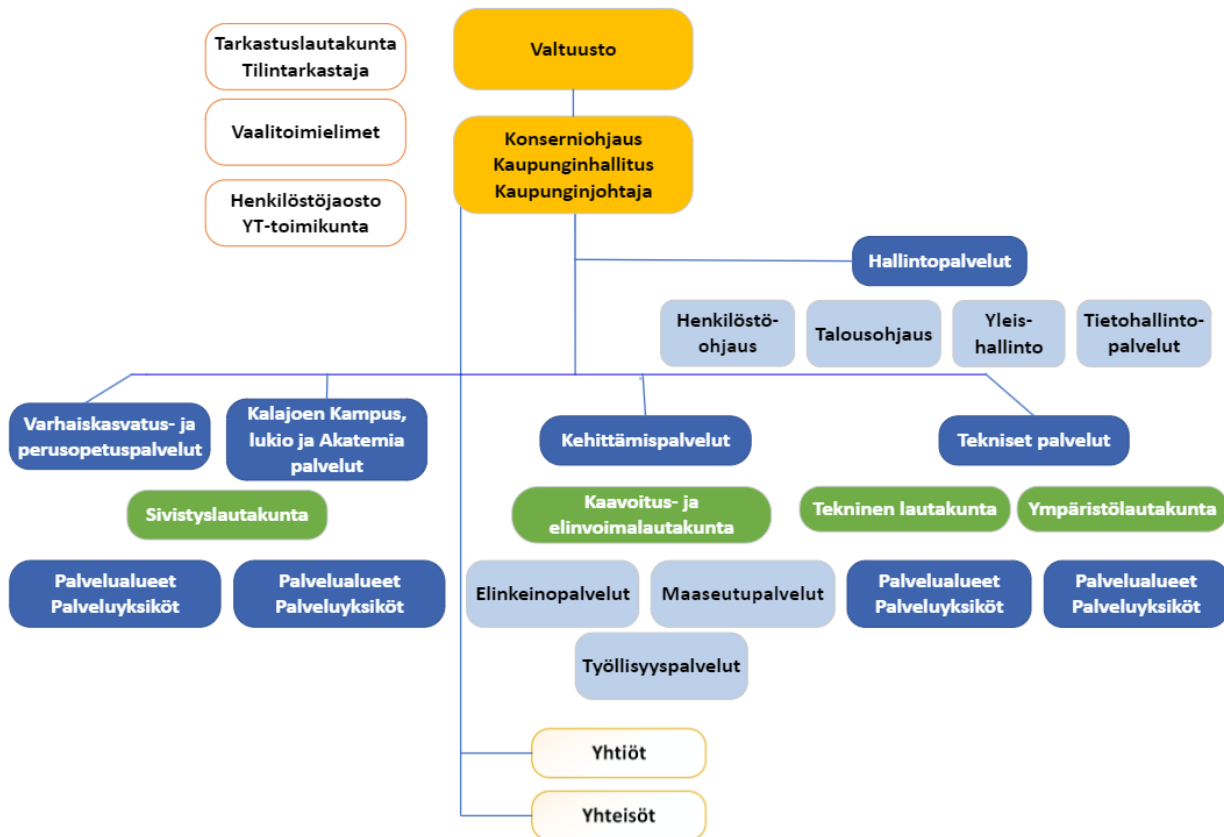 Tarkastuslautakunta
Tilintarkastaja
Valtuusto
Vaalitoimielimet
Konserniohjaus
Kaupunginhallitus
Kaupunginjohtaja
Henkilöstöjaosto
YT-toimikunta
Hallintopalvelut
Henkilöstö-
ohjaus
Talousohjaus
Yleis-
hallinto
Tietohallinto-
palvelut
Varhaiskasvatus- ja
perusopetuspalvelut
Kalajoen Kampus,
lukio ja Akatemia
palvelut
Kehittämispalvelut
Tekniset palvelut
Sivistyslautakunta
Kaavoitus- ja
elinvoimalautakunta
Tekninen lautakunta
Ympäristölautakunta
Palvelualueet
Palveluyksiköt
Palvelualueet
Palveluyksiköt
Elinkeinopalvelut
Maaseutupalvelut
Palvelualueet
Palveluyksiköt
Palvelualueet
Palveluyksiköt
Työllisyyspalvelut
Yhtiöt
Yhteisöt